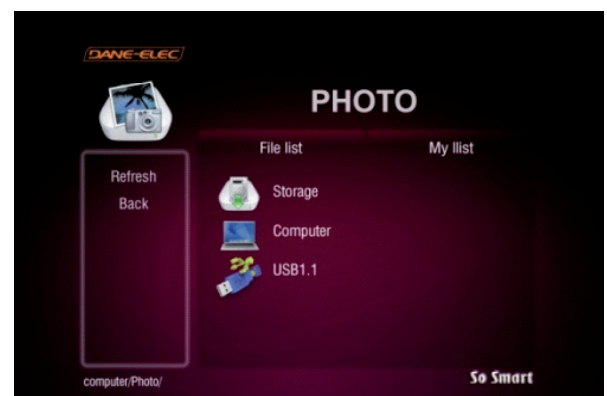 DANE-ELEC
PHOTO
File list
My llist
Refresh
Back
Storage
Computer
USB1.1
computer/Photo/
So Smart